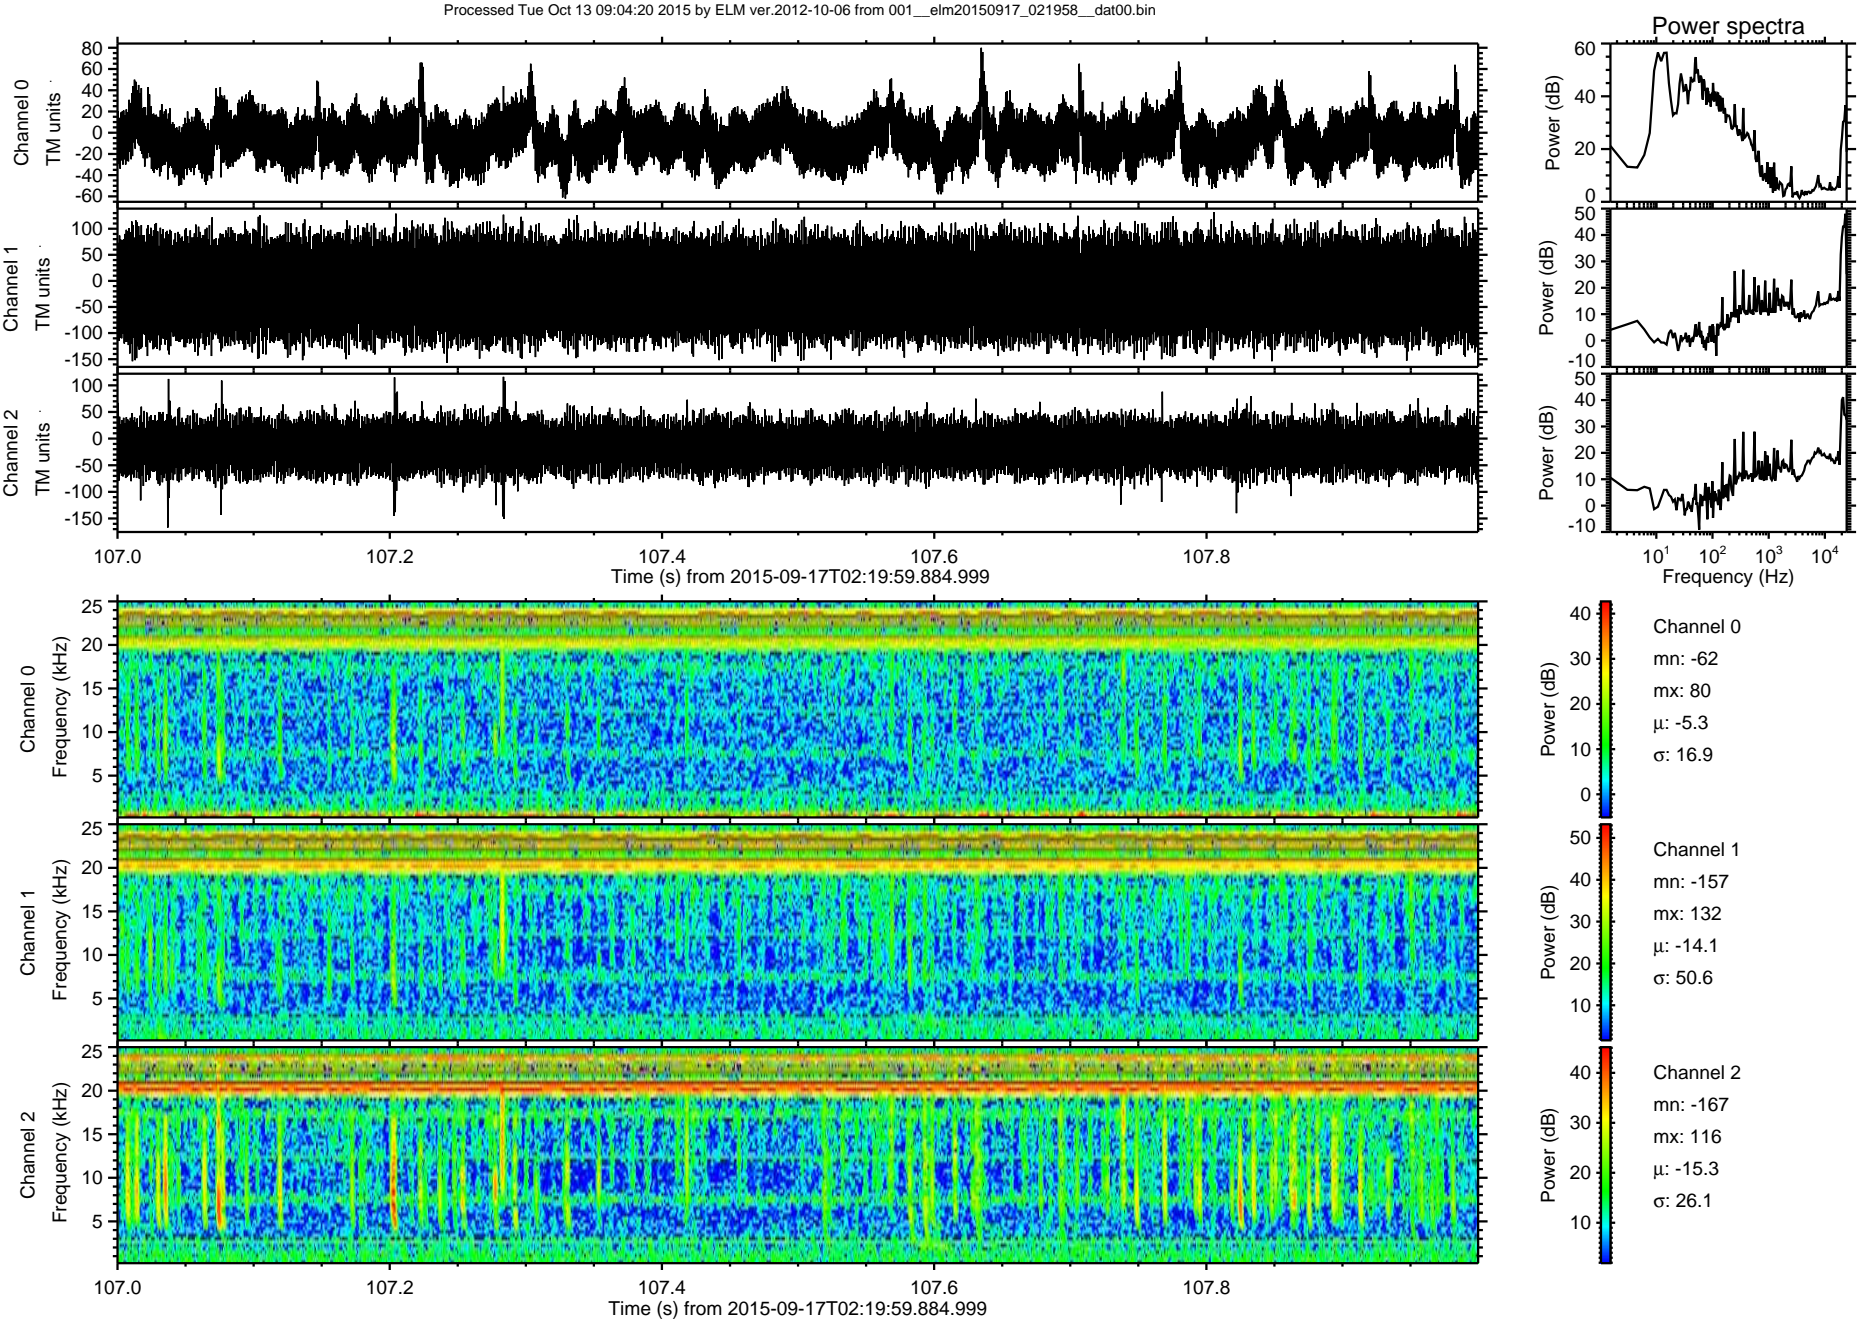 Processed Tue Oct 13 09:04:20 2015 by ELM ver.2012-10-06 from 001__elm20150917_021958__dat00.bin
Power spectra
Channel 0
TM units
80
60
40
20
0
-20
-40
-60
Power (dB)
60
40
20
0
Channel 1
TM units
100
50
0
-50
-100
-150
Power (dB)
50
40
30
20
10
0
-10
Channel 2
TM units
100
50
0
-50
-100
-150
Power (dB)
50
40
30
20
10
0
-10
107.0 107.2 107.4 107.6 107.8
Time (s) from 2015-09-17T02:19:59.884.999
10¹ 10² 10³ 10⁴
Frequency (Hz)
Channel 0
Frequency (kHz)
25
20
15
10
5
Power (dB)
40
30
20
10
0
Channel 0
mn: -62
mx: 80
μ: -5.3
σ: 16.9
Channel 1
Frequency (kHz)
25
20
15
10
5
Power (dB)
50
40
30
20
10
Channel 1
mn: -157
mx: 132
μ: -14.1
σ: 50.6
Channel 2
Frequency (kHz)
25
20
15
10
5
Power (dB)
40
30
20
10
Channel 2
mn: -167
mx: 116
μ: -15.3
σ: 26.1
107.0 107.2 107.4 107.6 107.8
Time (s) from 2015-09-17T02:19:59.884.999